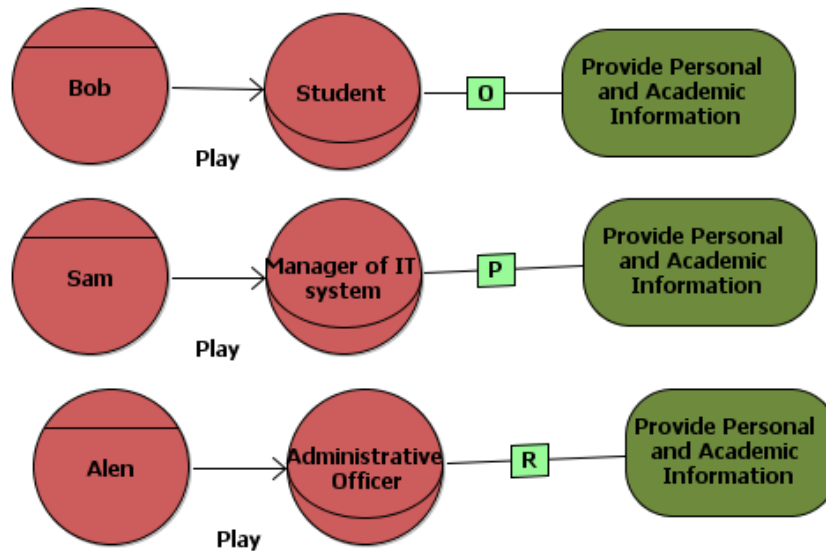 Bob
Play
Student
O
Provide Personal
and Academic
Information
Sam
Play
Manager of IT
system
P
Provide Personal
and Academic
Information
Alen
Play
Administrative
Officer
R
Provide Personal
and Academic
Information